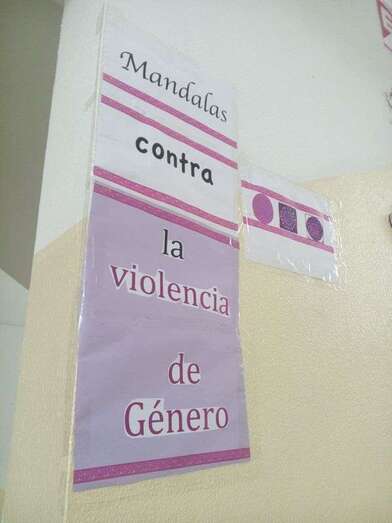 Mandalas
contra
la
violencia
de
Género